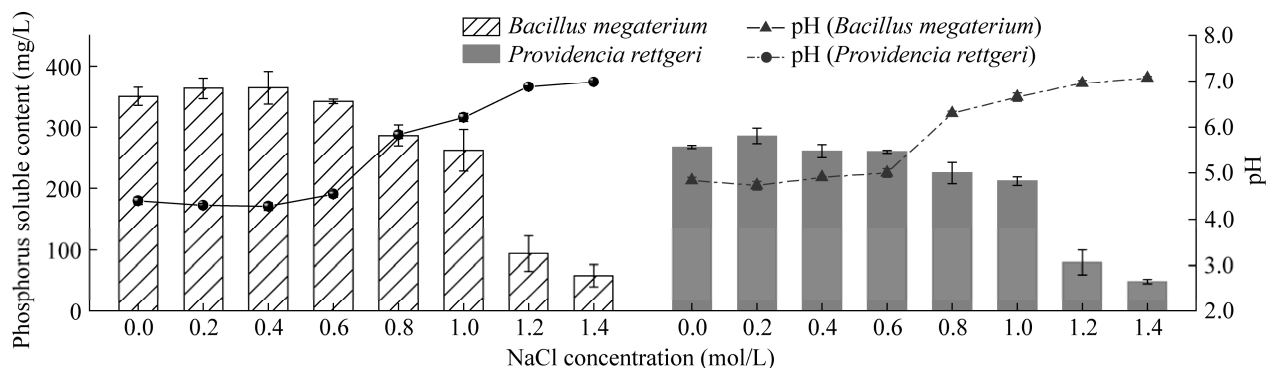 Bacillus megaterium
Providencia rettgeri
pH (Bacillus megaterium)
pH (Providencia rettgeri)
Phosphorus soluble content (mg/L)
400
300
200
100
0
8.0
7.0
6.0
5.0
4.0
3.0
2.0
pH
0.0 0.2 0.4 0.6 0.8 1.0 1.2 1.4 0.0 0.2 0.4 0.6 0.8 1.0 1.2 1.4
NaCl concentration (mol/L)